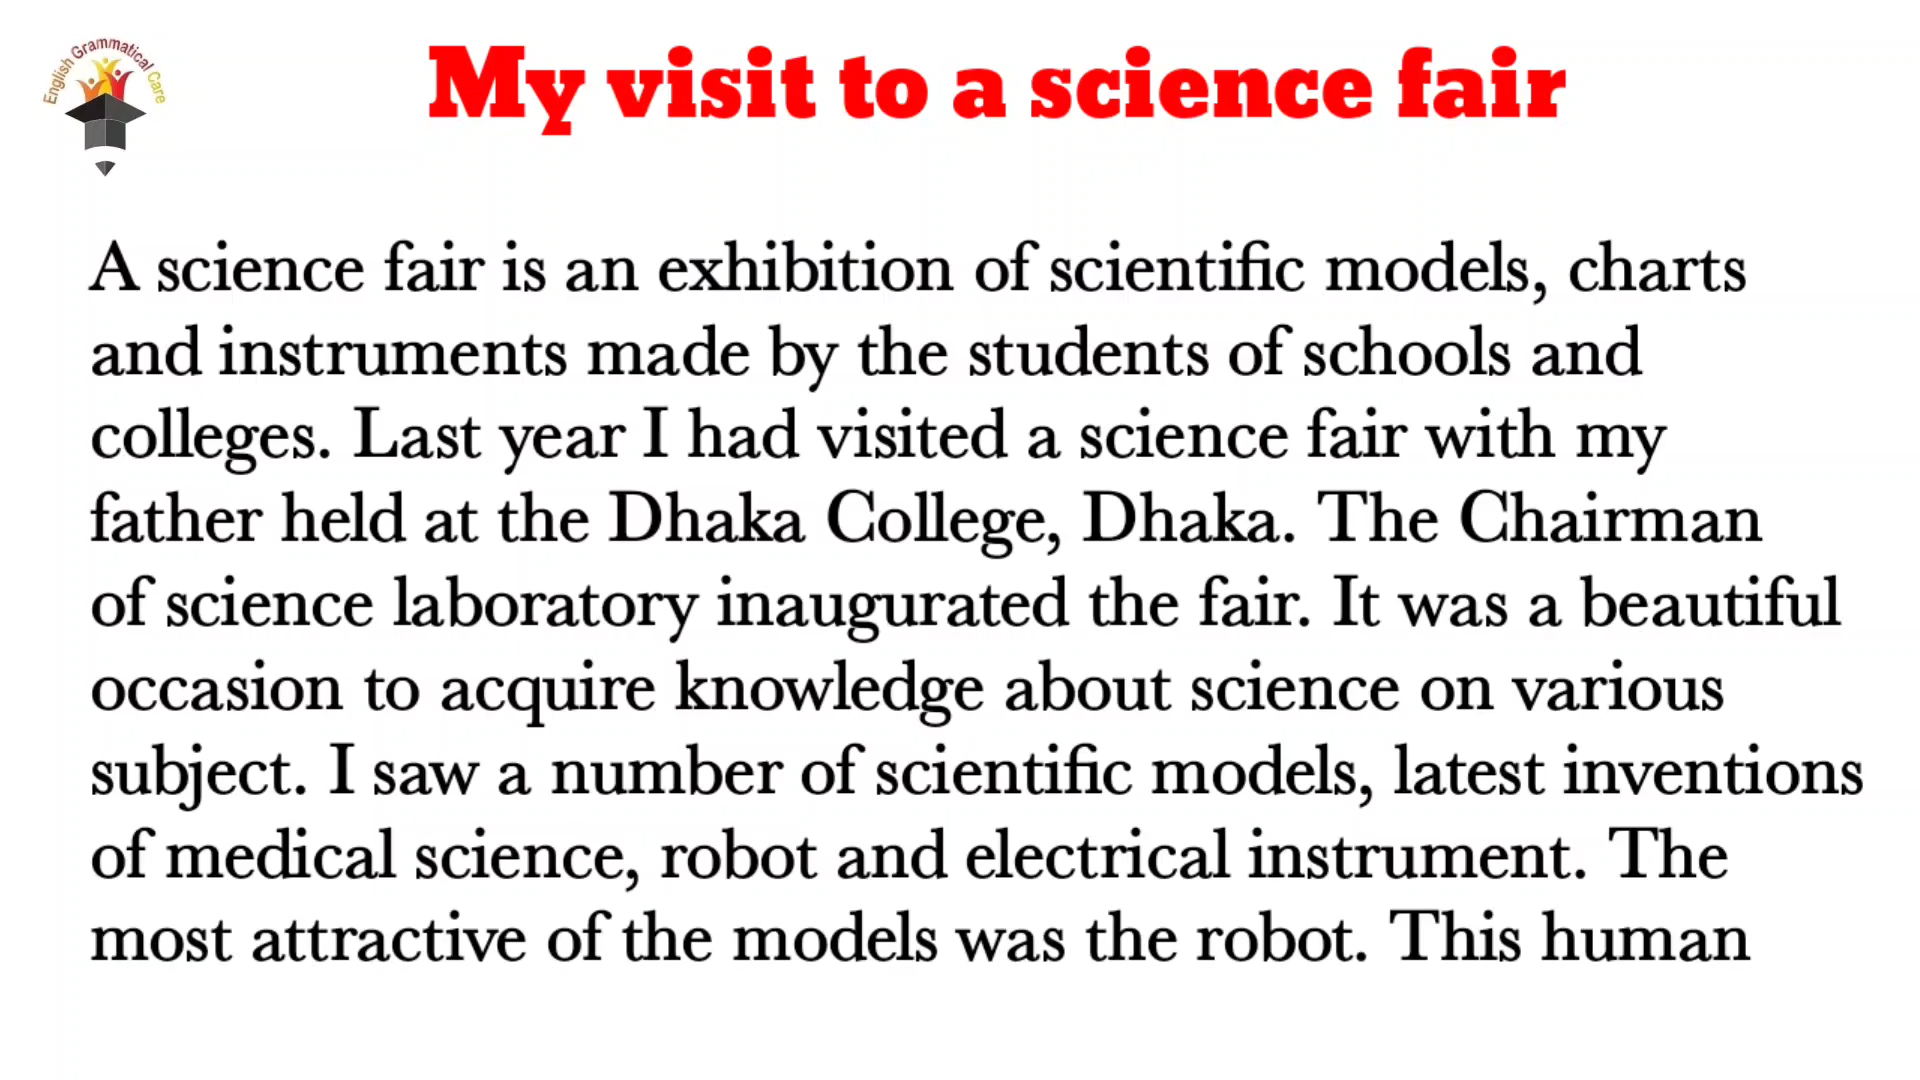 English Grammatical Care
My visit to a science fair
A science fair is an exhibition of scientific models, charts
and instruments made by the students of schools and
colleges. Last year I had visited a science fair with my
father held at the Dhaka College, Dhaka. The Chairman
of science laboratory inaugurated the fair. It was a beautiful
occasion to acquire knowledge about science on various
subject. I saw a number of scientific models, latest inventions
of medical science, robot and electrical instrument. The
most attractive of the models was the robot. This human